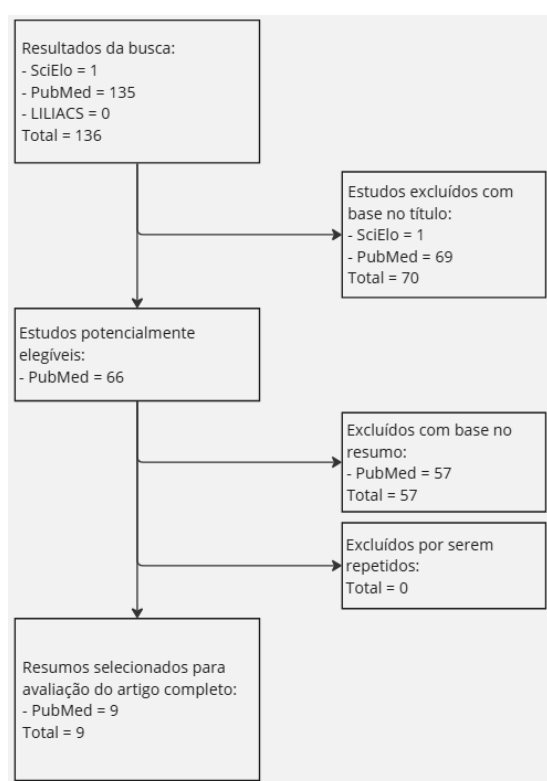 Resultados da busca:
- SciElo = 1
- PubMed = 135
- LILIACS = 0
Total = 136
Estudos excluídos com
base no título:
- SciElo = 1
- PubMed = 69
Total = 70
Estudos potencialmente
elegíveis:
- PubMed = 66
Excluídos com base no
resumo:
- PubMed = 57
Total = 57
Excluídos por serem
repetidos:
Total = 0
Resumos selecionados para
avaliação do artigo completo:
- PubMed = 9
Total = 9